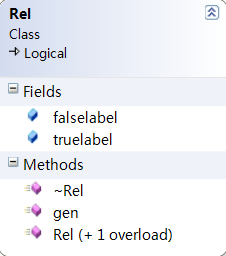 Rel
Class
Logical
Fields
falselabel
truelabel
Methods
~Rel
gen
Rel (+ 1 overload)